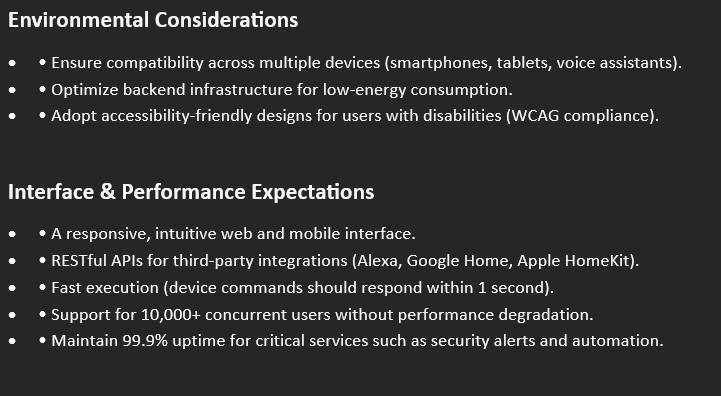 Environmental Considerations
• • Ensure compatibility across multiple devices (smartphones, tablets, voice assistants).
• • Optimize backend infrastructure for low-energy consumption.
• • Adopt accessibility-friendly designs for users with disabilities (WCAG compliance).
Interface & Performance Expectations
• • A responsive, intuitive web and mobile interface.
• • RESTful APIs for third-party integrations (Alexa, Google Home, Apple HomeKit).
• • Fast execution (device commands should respond within 1 second).
• • Support for 10,000+ concurrent users without performance degradation.
• • Maintain 99.9% uptime for critical services such as security alerts and automation.